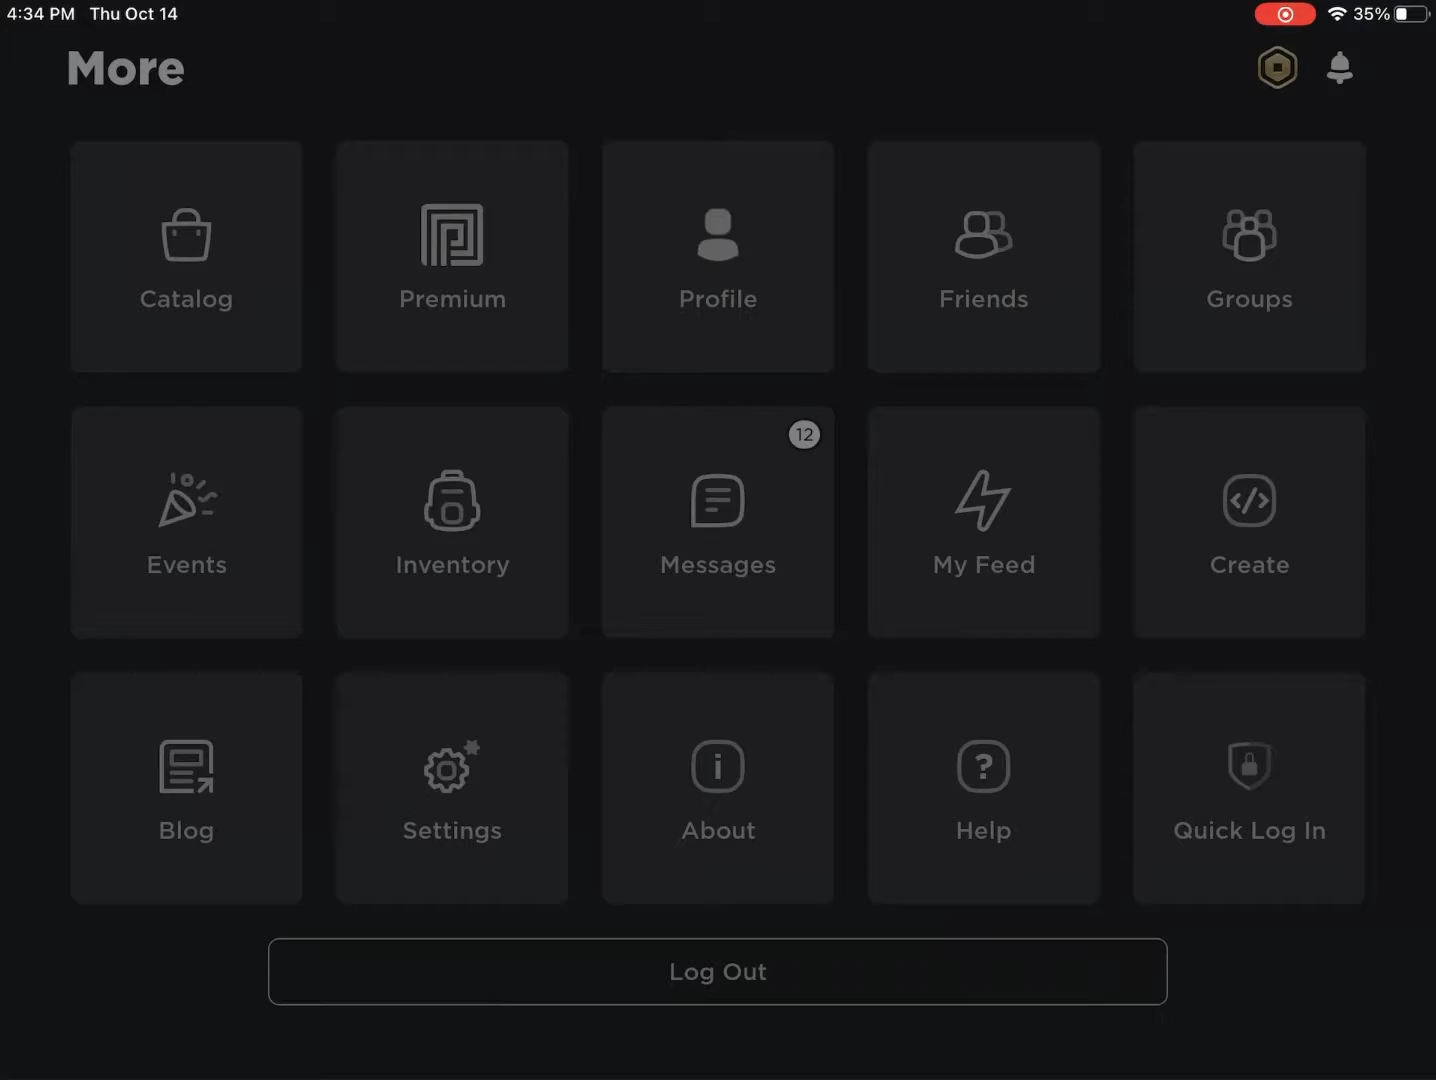 4:34 PM Thu Oct 14 35%
More
Catalog Premium Profile Friends Groups
12
Events Inventory Messages My Feed Create
Blog Settings About Help Quick Log In
Log Out